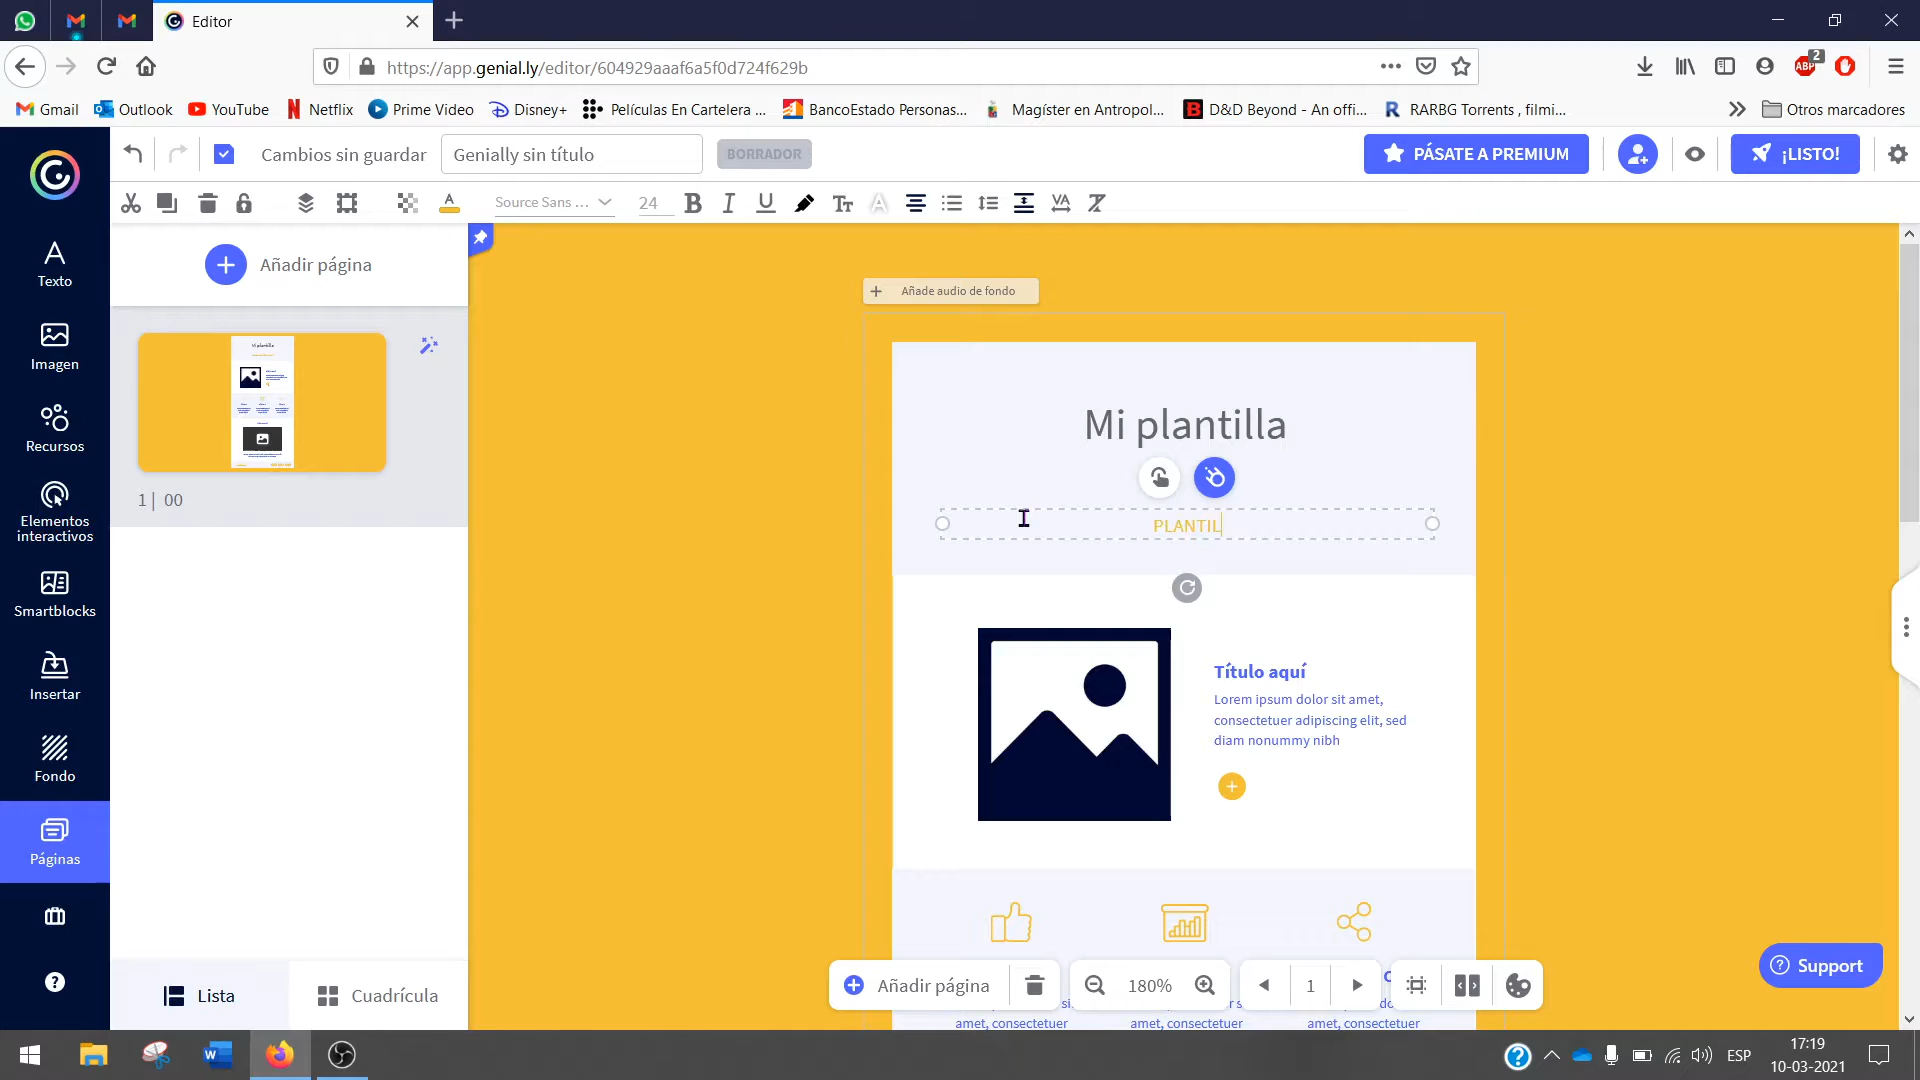 Editor
https://app.genial.ly/editor/604929aaaf6a5f0d724f629b
ABP
2
Gmail
Outlook
YouTube
Netflix
Prime Video
Disney+
Películas En Cartelera ...
BancoEstado Personas...
Magíster en Antropol...
D&D Beyond - An offi...
RARBG Torrents , filmi...
Otros marcadores
Cambios sin guardar
Genially sin título
BORRADOR
PÁSATE A PREMIUM
¡LISTO!
Source Sans ...
24
Texto
Imagen
Recursos
Elementos
interactivos
Smartblocks
Insertar
Fondo
Páginas
Añadir página
Mi plantilla
1 | 00
Lista
Cuadrícula
Añade audio de fondo
Mi plantilla
PLANTIL
Título aquí
Lorem ipsum dolor sit amet,
consectetuer adipiscing elit, sed
diam nonummy nibh
Añadir página
180%
1
amet, consectetuer
amet, consectetuer
amet, consectetuer
Support
ESP
17:19
10-03-2021